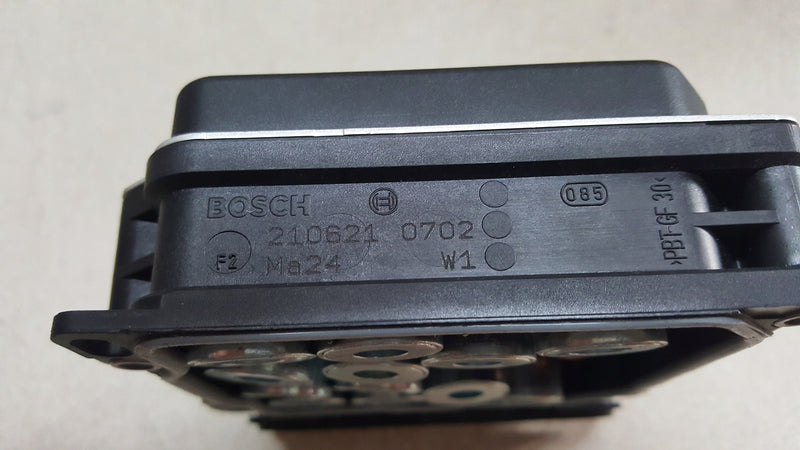 BOSCH
085
210621 0702
F2
Ma24 W1
>PBT-GF 30<